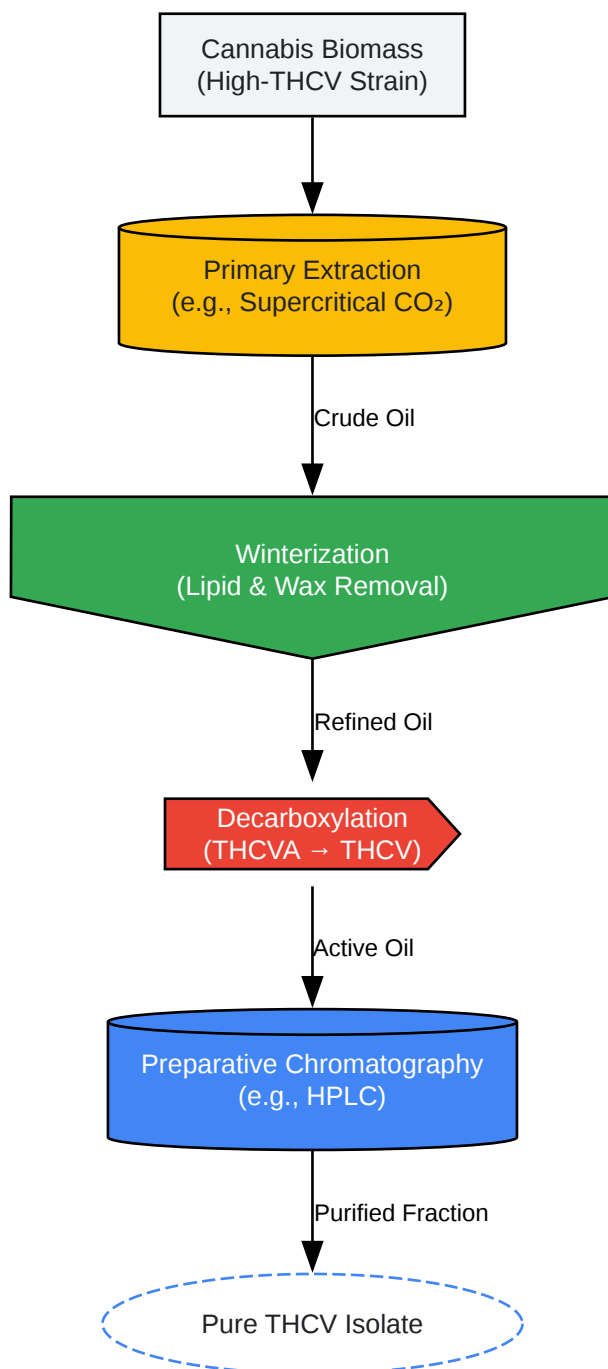 Cannabis Biomass
(High-THCV Strain)
Primary Extraction
(e.g., Supercritical CO₂)
Crude Oil
Winterization
(Lipid & Wax Removal)
Refined Oil
Decarboxylation
(THCVA → THCV)
Active Oil
Preparative Chromatography
(e.g., HPLC)
Purified Fraction
Pure THCV Isolate